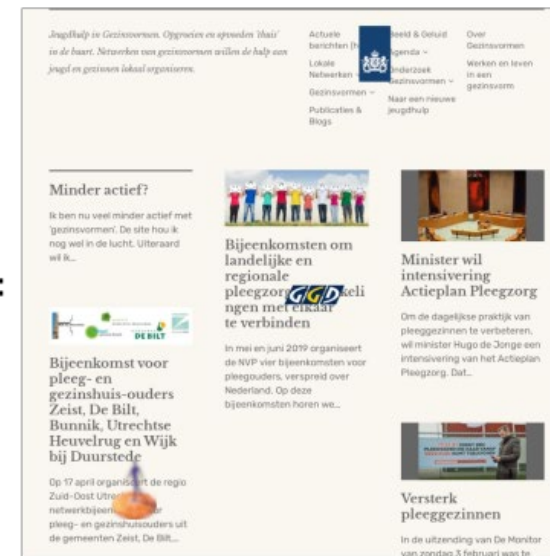 Jeugdhulp in Gezinsvormen. Opgroeien en opvoeden 'thuis'
in de buurt. Netwerken van gezinsvormen willen de hulp aan
jeugd en gezinnen lokaal organiseren.
Actuele
berichten
Lokale
Netwerken
Gezinsvormen
Publicaties &
Blogs
Beeld & Geluid
Agenda
Onderzoek
Gezinsvormen
Naar een nieuwe
jeugdhulp
Over
Gezinsvormen
Werken en leven
in een
gezinsvorm
Minder actief?
Ik ben nu veel minder actief met
'gezinsvormen'. De site hou ik
nog wel in de lucht. Uiteraard
wil ik...
:
DE BILT
Bijeenkomst voor
pleeg- en
gezinshuis-ouders
Zeist, De Bilt,
Bunnik, Utrechtse
Heuvelrug en Wijk
bij Duurstede
Op 17 april organiseert de regio
Zuid-Oost
pleeg- en gezinshuisouders uit
de gemeenten Zeist, De Bilt,...
Bijeenkomsten om
landelijke en
regionale
GGD
ngen met elkaar
te verbinden
In mei en juni 2019 organiseert
de NVP vier bijeenkomsten voor
pleegouders, verspreid over
Nederland. Op deze
bijeenkomsten horen we...
Minister wil
intensivering
Actieplan Pleegzorg
Om de dagelijkse praktijk van
pleeggezinnen te verbeteren,
wil minister Hugo de Jonge een
intensivering van het Actieplan
Pleegzorg. Dat...
Versterk
pleeggezinnen
In de uitzending van De Monitor
van zondag 3 februari was te